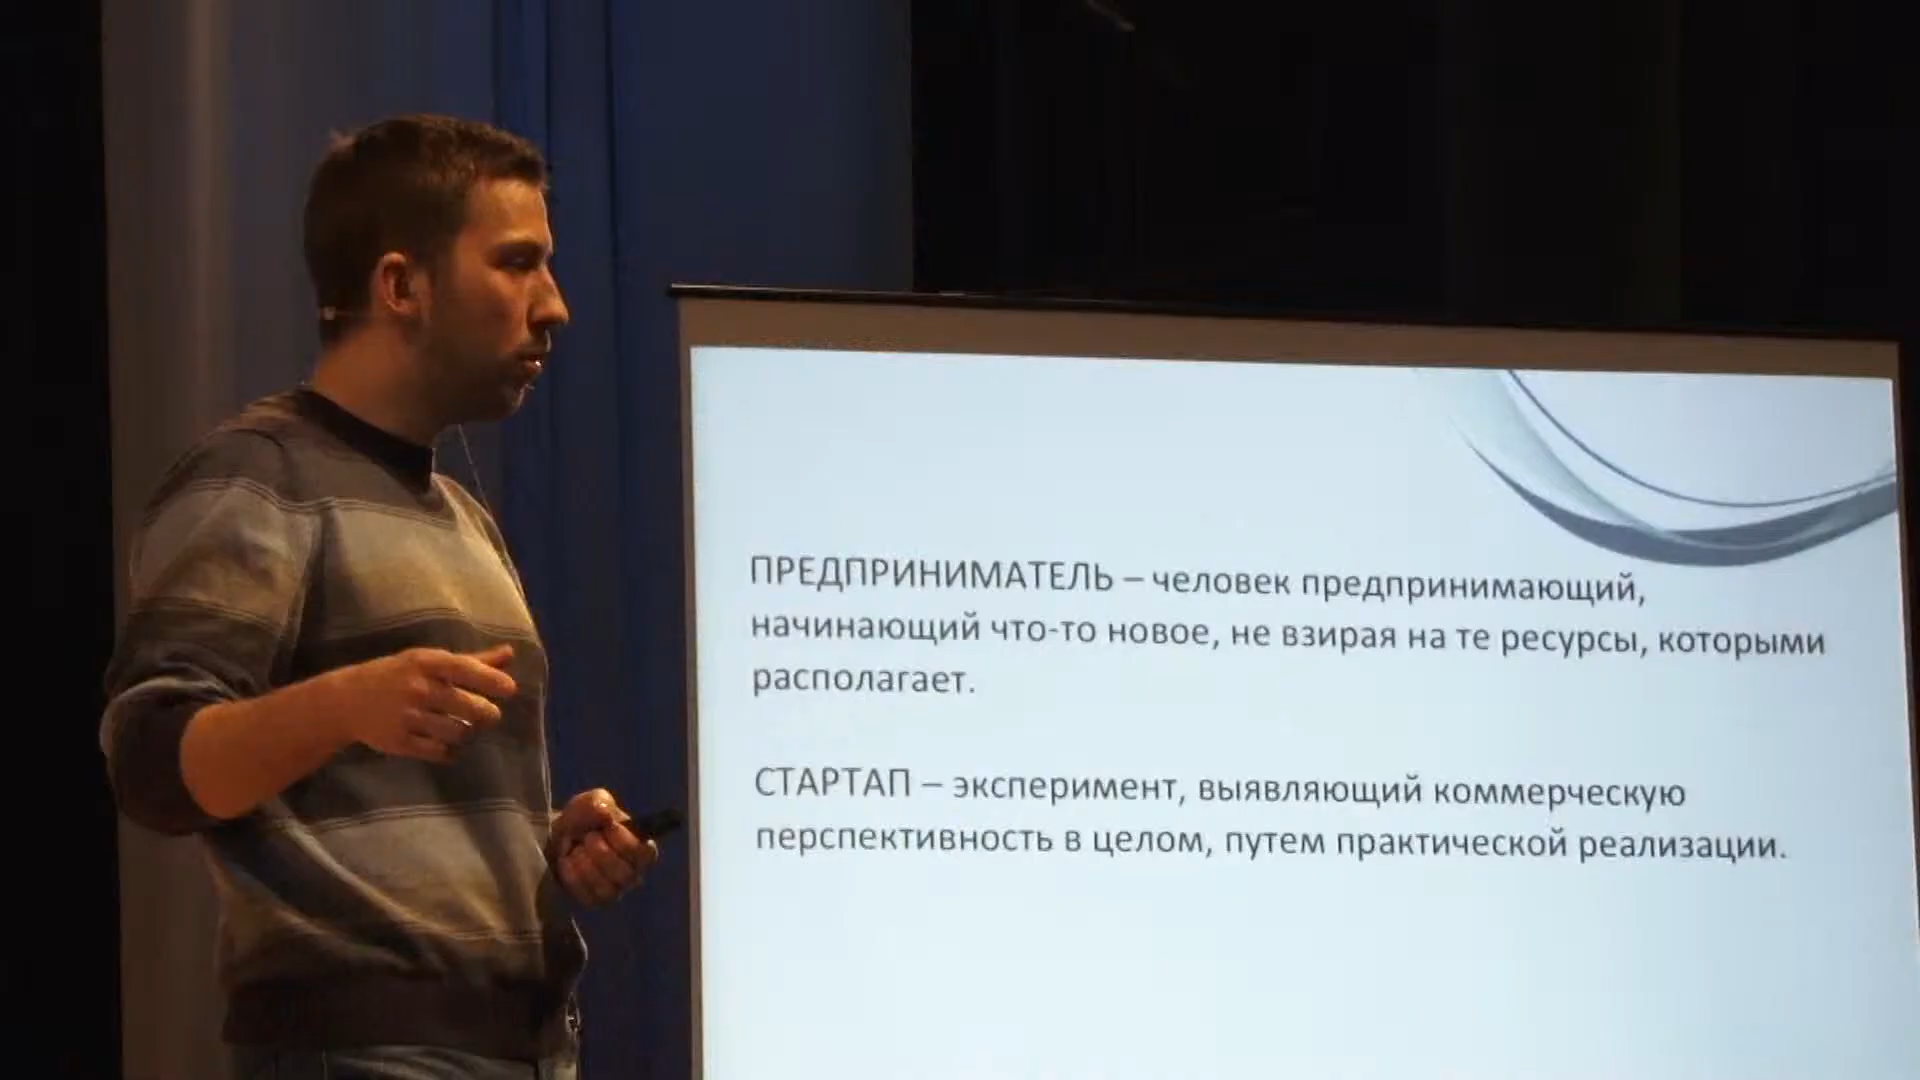 ПРЕДПРИНИМАТЕЛЬ – человек предпринимающий,
начинающий что-то новое, не взирая на те ресурсы, которыми
располагает.
СТАРТАП – эксперимент, выявляющий коммерческую
перспективность в целом, путем практической реализации.